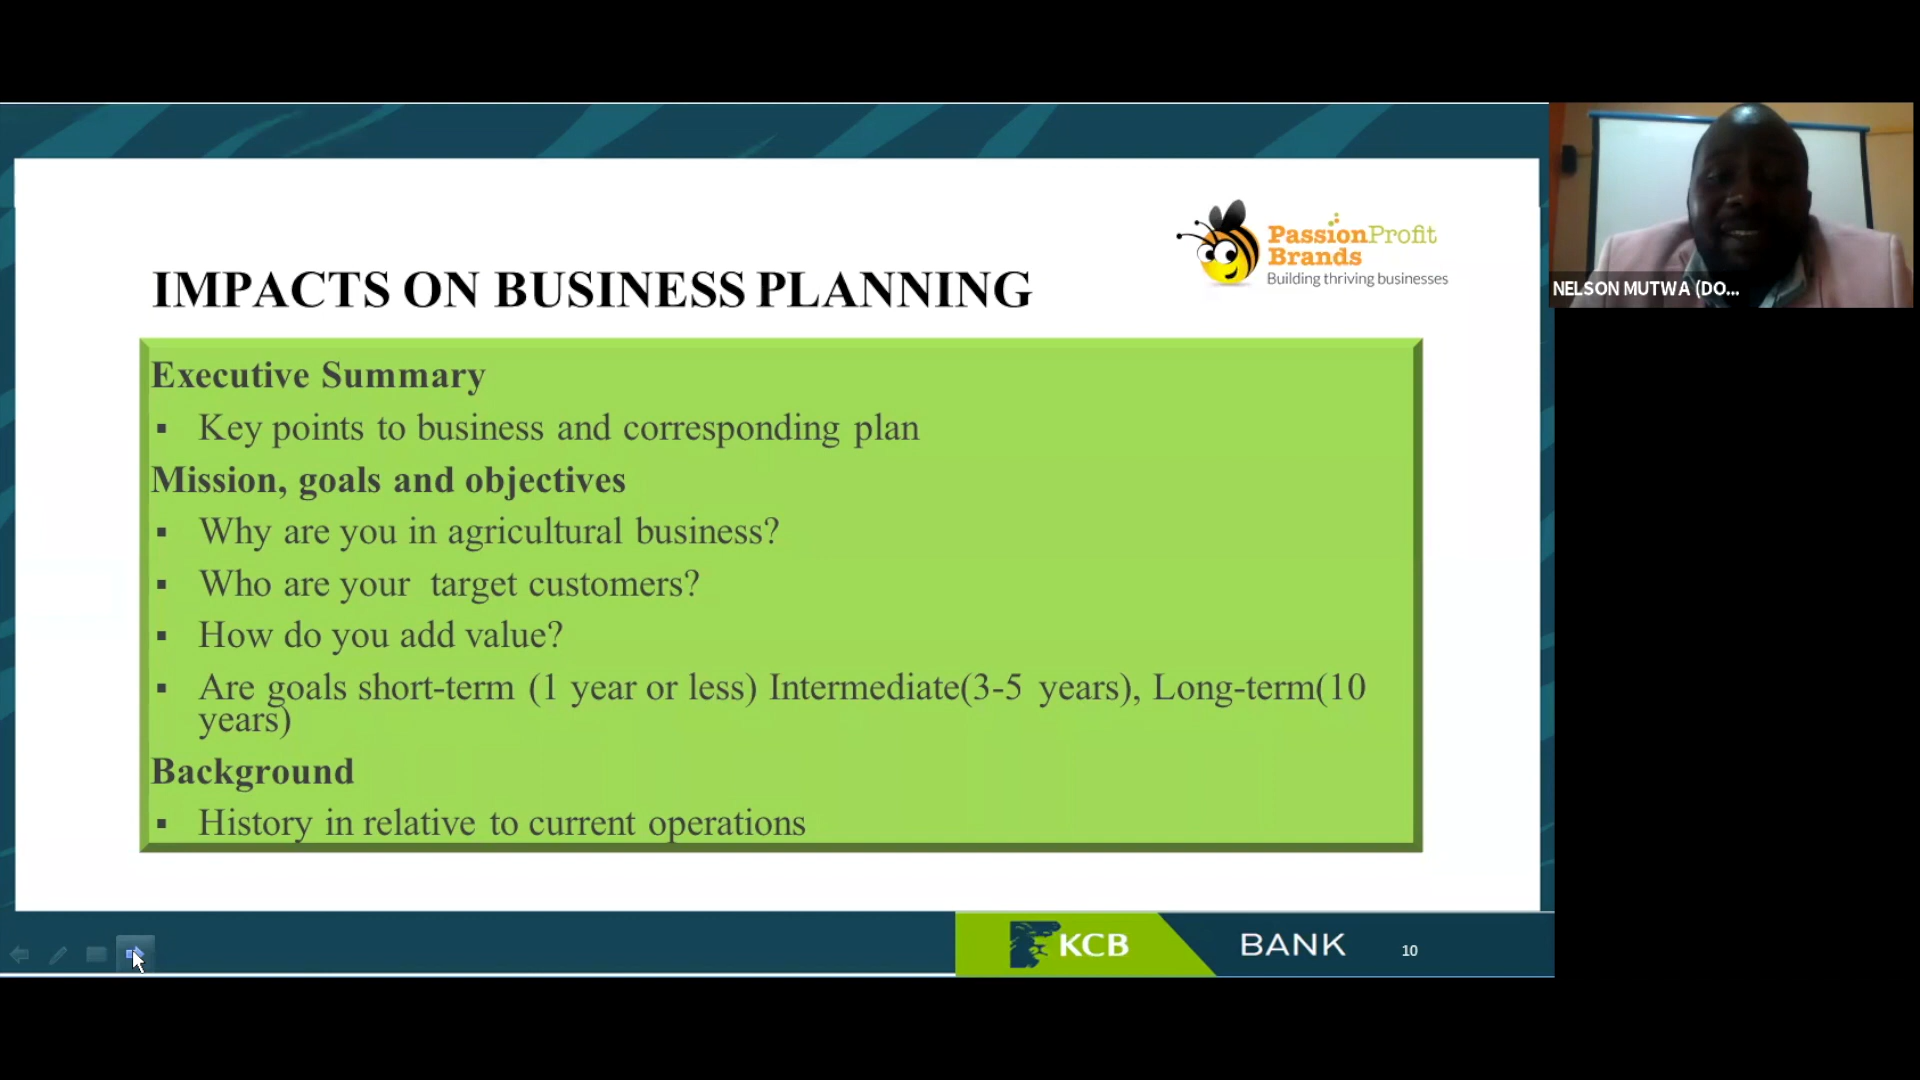 PassionProfit
Brands
Building thriving businesses
NELSON MUTWA (DO...
IMPACTS ON BUSINESS PLANNING
Executive Summary
▪ Key points to business and corresponding plan
Mission, goals and objectives
▪ Why are you in agricultural business?
▪ Who are your target customers?
▪ How do you add value?
▪ Are goals short-term (1 year or less) Intermediate(3-5 years), Long-term(10
years)
Background
▪ History in relative to current operations
KCB BANK 10